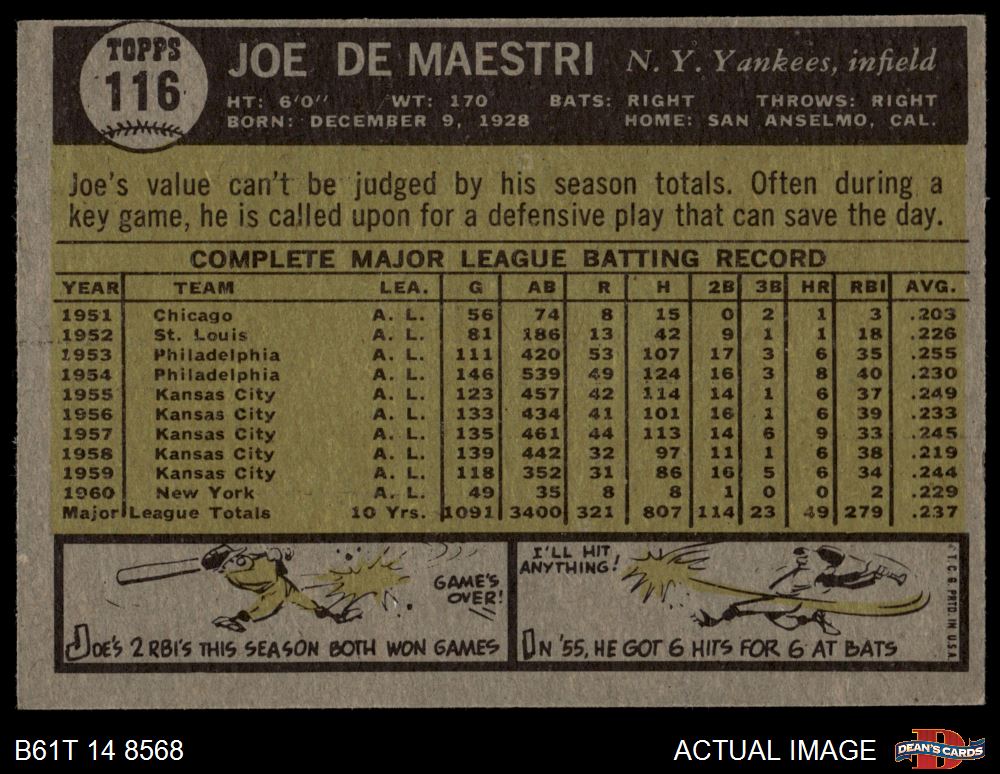 TOPPS
116
JOE DE MAESTRI N. Y. Yankees, infield
HT: 6'0" WT: 170 BATS: RIGHT THROWS: RIGHT
BORN: DECEMBER 9, 1928 HOME: SAN ANSELMO, CAL.
Joe's value can't be judged by his season totals. Often during a
key game, he is called upon for a defensive play that can save the day.
COMPLETE MAJOR LEAGUE BATTING RECORD
YEAR TEAM LEA. G AB R H 2B 3B HR RBI AVG.
1951 Chicago A. L. 56 74 8 15 0 2 1 3 .203
1952 St. Louis A. L. 81 186 13 42 9 1 1 18 .226
1953 Philadelphia A. L. 111 420 53 107 17 3 6 35 .255
1954 Philadelphia A. L. 146 539 49 124 16 3 8 40 .230
1955 Kansas City A. L. 123 457 42 114 14 1 6 37 .249
1956 Kansas City A. L. 133 434 41 101 16 1 6 39 .233
1957 Kansas City A. L. 135 461 44 113 14 6 9 33 .245
1958 Kansas City A. L. 139 442 32 97 11 1 6 38 .219
1959 Kansas City A. L. 118 352 31 86 16 5 6 34 .244
1960 New York A. L. 49 35 8 8 1 0 0 2 .229
Major League Totals 10 Yrs. 1091 3400 321 807 114 23 49 279 .237
GAME'S
OVER!
JOE'S 2 RBI'S THIS SEASON BOTH WON GAMES
I'LL HIT
ANYTHING!
IN '55, HE GOT 6 HITS FOR 6 AT BATS
T. C. G. PRTD. IN U.S.A.
B61T 14 8568
ACTUAL IMAGE
DEAN'S CARDS